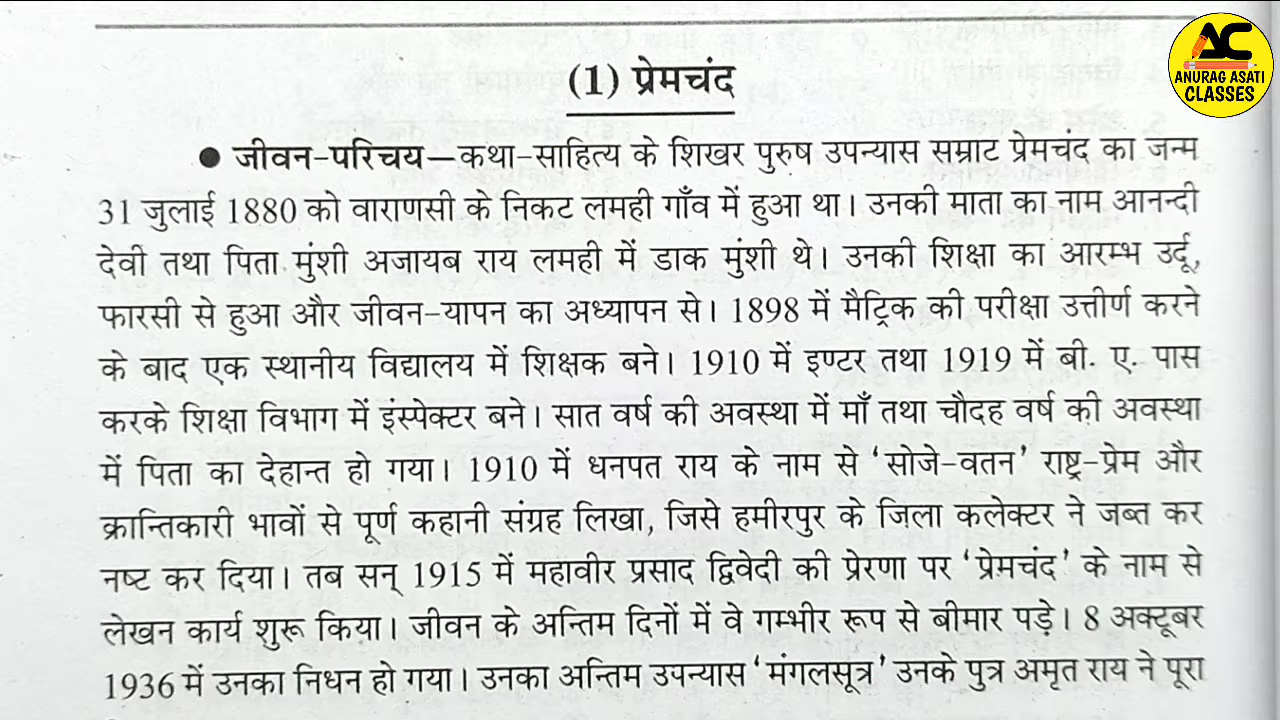 AC
ANURAG ASATI
CLASSES
(1) प्रेमचंद
● जीवन-परिचय—कथा-साहित्य के शिखर पुरुष उपन्यास सम्राट प्रेमचंद का जन्म
31 जुलाई 1880 को वाराणसी के निकट लमही गाँव में हुआ था। उनकी माता का नाम आनन्दी
देवी तथा पिता मुंशी अजायब राय लमही में डाक मुंशी थे। उनकी शिक्षा का आरम्भ उर्दू,
फारसी से हुआ और जीवन-यापन का अध्यापन से। 1898 में मैट्रिक की परीक्षा उत्तीर्ण करने
के बाद एक स्थानीय विद्यालय में शिक्षक बने। 1910 में इण्टर तथा 1919 में बी. ए. पास
करके शिक्षा विभाग में इंस्पेक्टर बने। सात वर्ष की अवस्था में माँ तथा चौदह वर्ष की अवस्था
में पिता का देहान्त हो गया। 1910 में धनपत राय के नाम से ‘सोजे-वतन’ राष्ट्र-प्रेम और
क्रान्तिकारी भावों से पूर्ण कहानी संग्रह लिखा, जिसे हमीरपुर के जिला कलेक्टर ने जब्त कर
नष्ट कर दिया। तब सन् 1915 में महावीर प्रसाद द्विवेदी की प्रेरणा पर ‘प्रेमचंद’ के नाम से
लेखन कार्य शुरू किया। जीवन के अन्तिम दिनों में वे गम्भीर रूप से बीमार पड़े। 8 अक्टूबर
1936 में उनका निधन हो गया। उनका अन्तिम उपन्यास ‘मंगलसूत्र’ उनके पुत्र अमृत राय ने पूरा